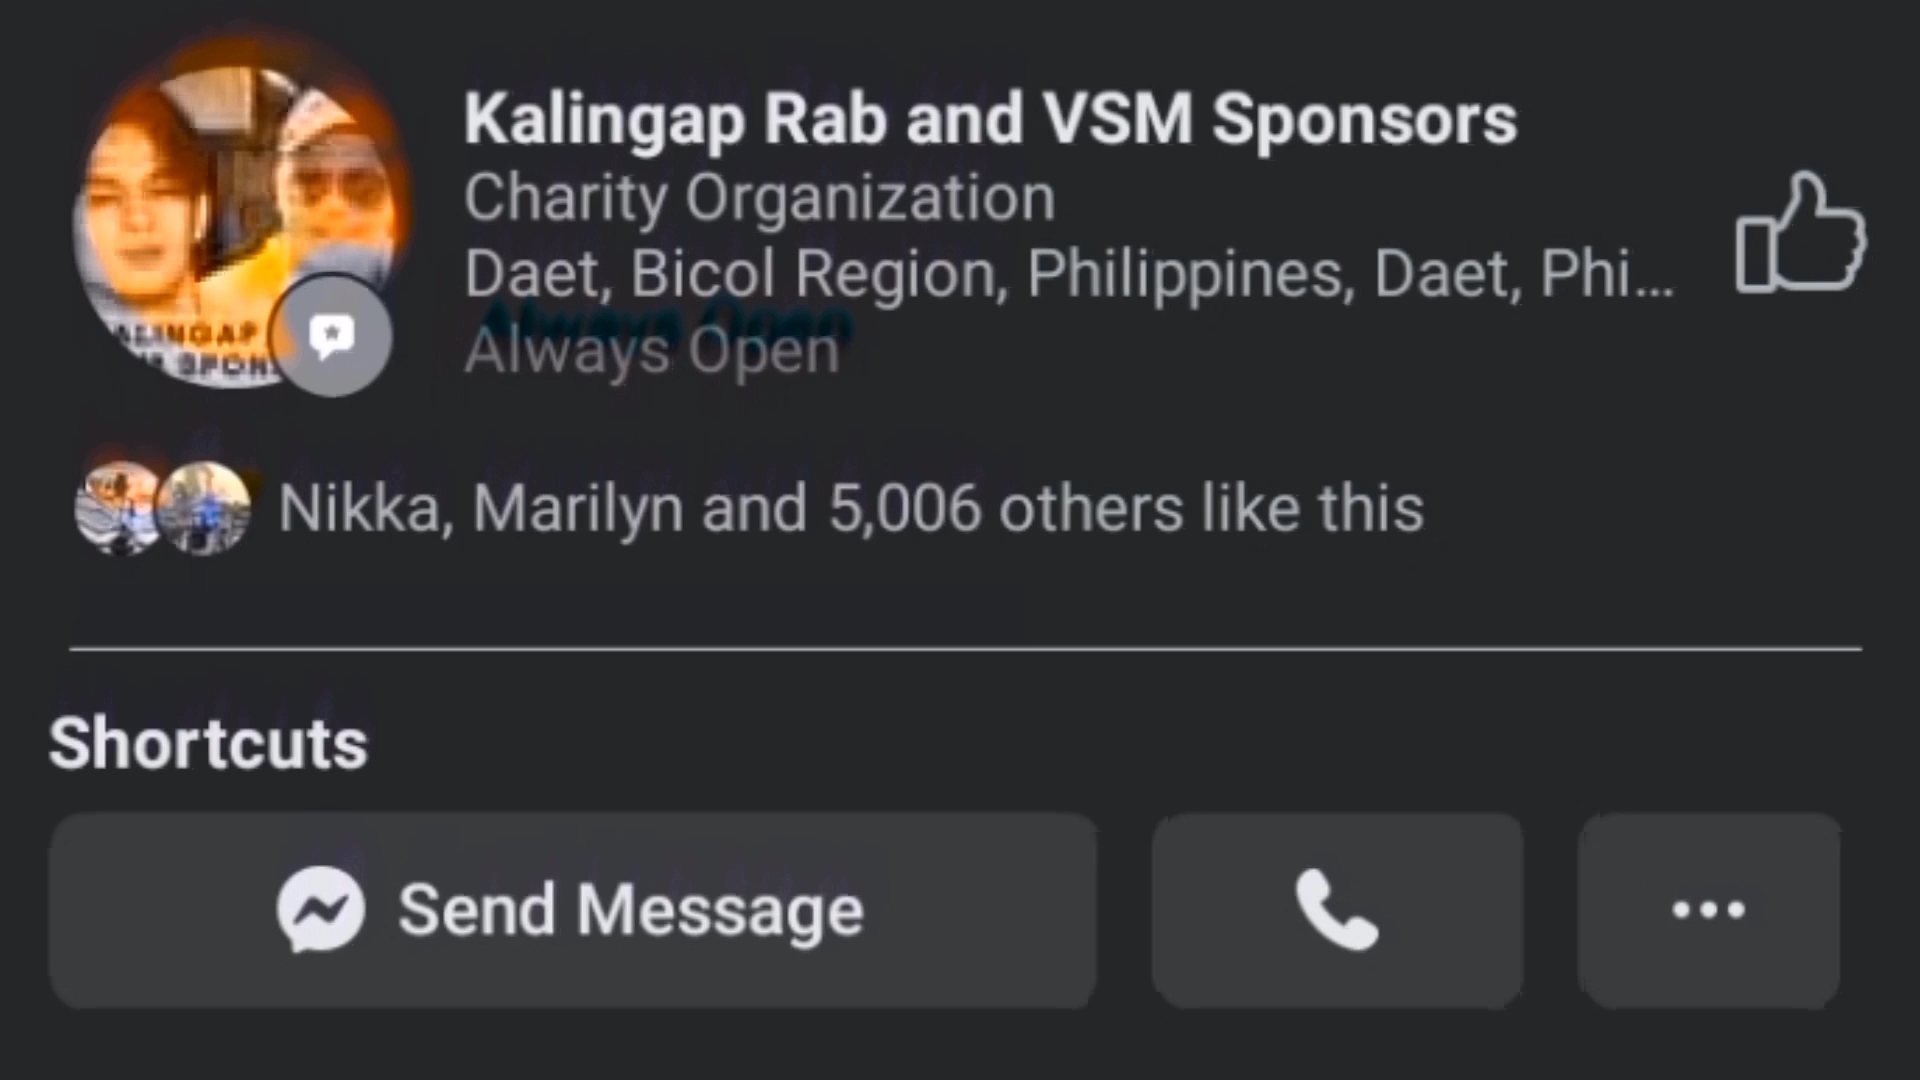 Kalingap Rab and VSM Sponsors
Charity Organization
Daet, Bicol Region, Philippines, Daet, Phi...
Always Open
Nikka, Marilyn and 5,006 others like this
Shortcuts
Send Message